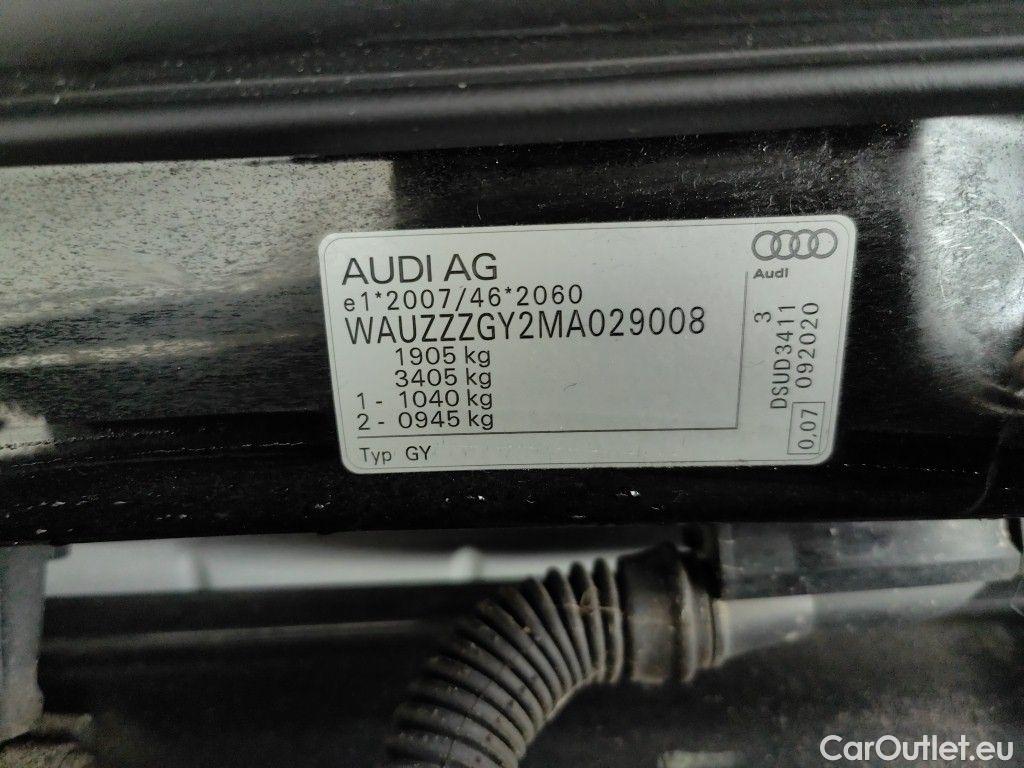 AUDI AG
e1*2007/46*2060
WAUZZZGY2MA029008
1905 kg
3405 kg
1 - 1040 kg
2 - 0945 kg
Typ GY
Audi
3
DSUD3411
092020
0,07
CarOutlet.eu